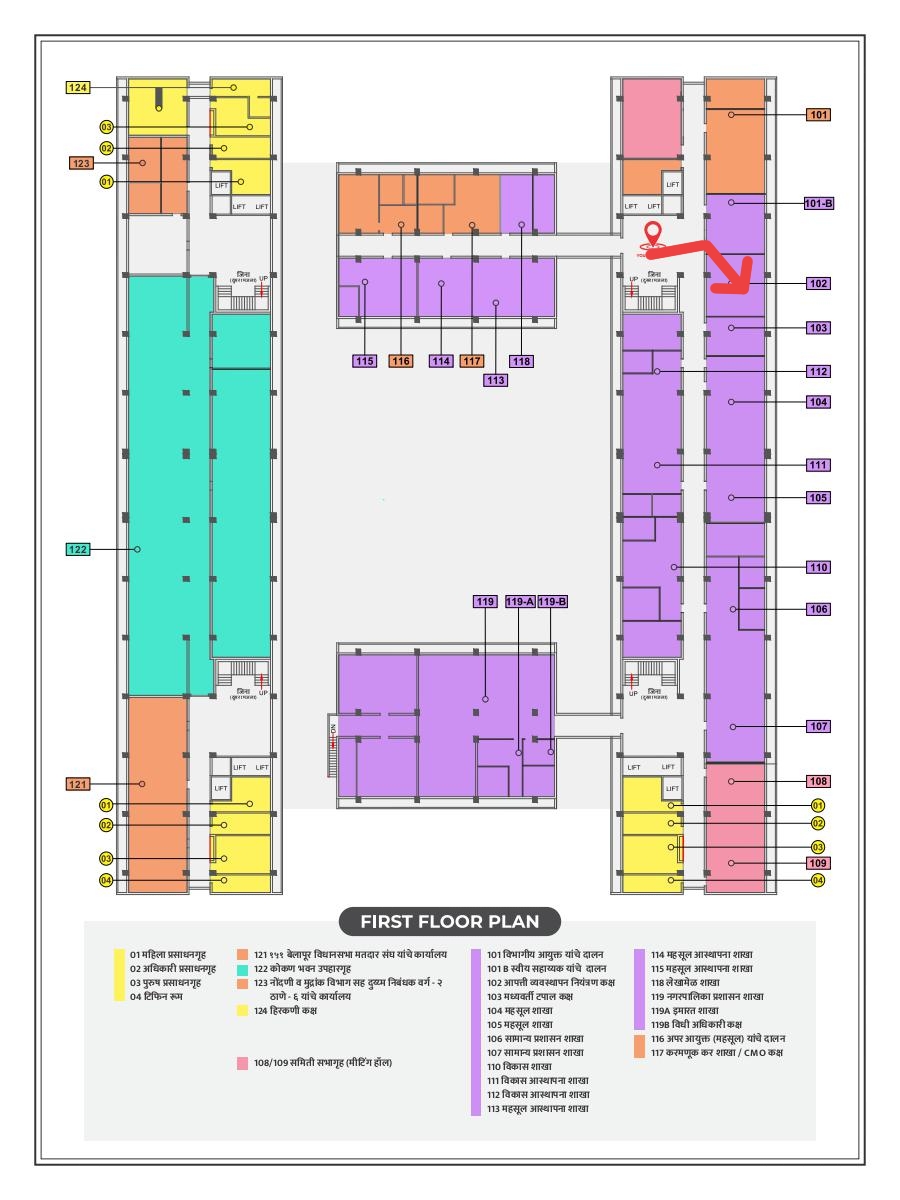 124
03
02
123
01
LIFT
LIFT
LIFT
जिना
UP
122
121
01
02
03
04
LIFT
LIFT
LIFT
जिना
UP
116
117
118
115
114
113
119
119-A
119-B
DN
LIFT
LIFT
LIFT
UP
जिना
101
101-B
102
103
112
104
111
105
110
106
107
UP
जिना
LIFT
LIFT
LIFT
108
01
02
03
109
04
FIRST FLOOR PLAN
01 महिला प्रसाधनगृह
02 अधिकारी प्रसाधनगृह
03 पुरुष प्रसाधनगृह
04 टिफिन रूम
121 १५१ बेलापूर विधानसभा मतदार संघ यांचे कार्यालय
122 कोकण भवन उपहारगृह
123 नोंदणी व मुद्रांक विभाग सह दुय्यम निबंधक वर्ग - २
ठाणे - ६ यांचे कार्यालय
124 हिरकणी कक्ष
108/109 समिती सभागृह (मीटिंग हॉल)
101 विभागीय आयुक्त यांचे दालन
101 B स्वीय सहाय्यक यांचे दालन
102 आपत्ती व्यवस्थापन नियंत्रण कक्ष
103 मध्यवर्ती टपाल कक्ष
104 महसूल शाखा
105 महसूल शाखा
106 सामान्य प्रशासन शाखा
107 सामान्य प्रशासन शाखा
110 विकास शाखा
111 विकास आस्थापना शाखा
112 विकास आस्थापना शाखा
113 महसूल आस्थापना शाखा
114 महसूल आस्थापना शाखा
115 महसूल आस्थापना शाखा
118 लेखामेळ शाखा
119 नगरपालिका प्रशासन शाखा
119A इमारत शाखा
119B विधी अधिकारी कक्ष
116 अपर आयुक्त (महसूल) यांचे दालन
117 करमणूक कर शाखा / CMO कक्ष